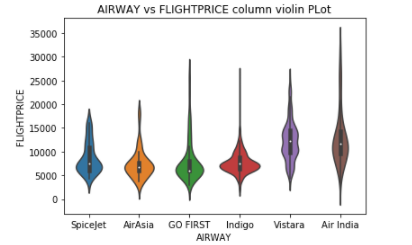 AIRWAY vs FLIGHTPRICE column violin PLot
FLIGHTPRICE
35000
30000
25000
20000
15000
10000
5000
0
SpiceJet AirAsia GO FIRST Indigo Vistara Air India
AIRWAY